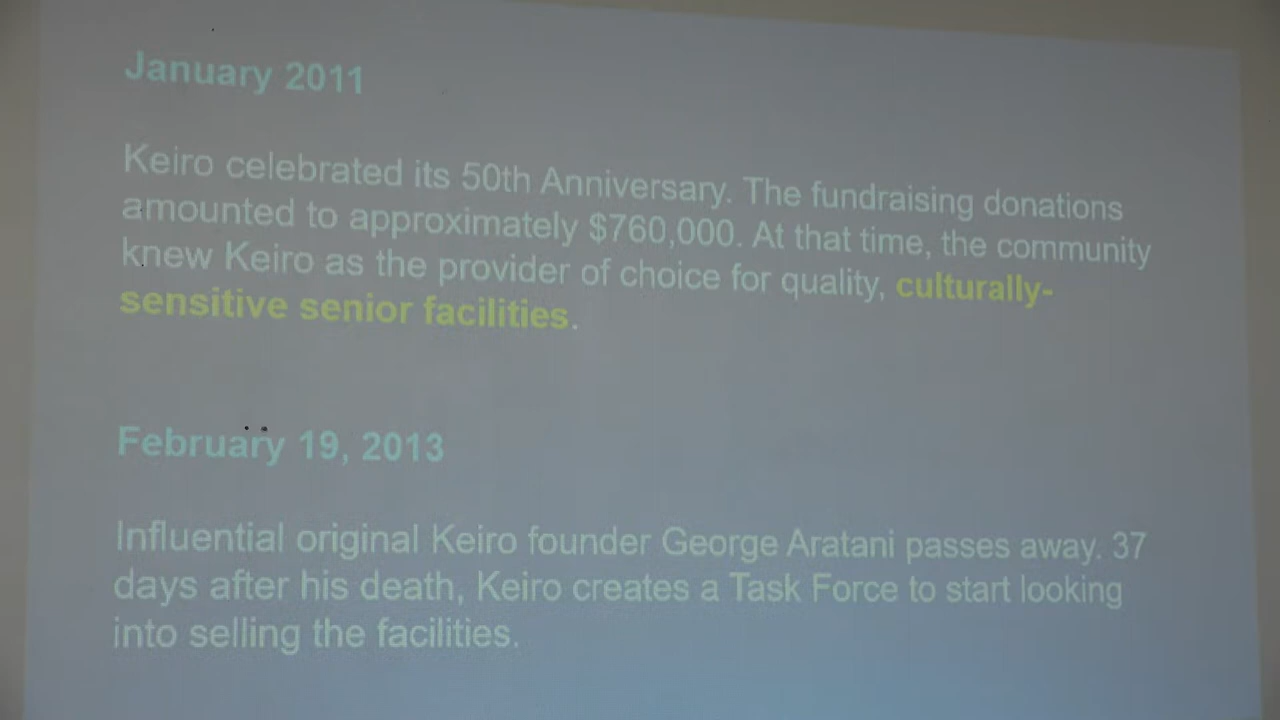 January 2011
Keiro celebrated its 50th Anniversary. The fundraising donations
amounted to approximately $760,000. At that time, the community
knew Keiro as the provider of choice for quality, culturally-
sensitive senior facilities.
February 19, 2013
Influential original Keiro founder George Aratani passes away. 37
days after his death, Keiro creates a Task Force to start looking
into selling the facilities.